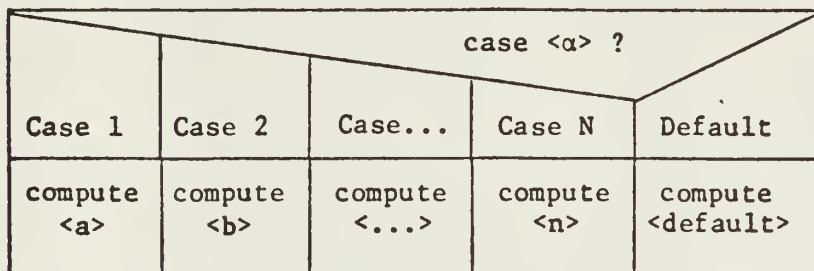 case <α> ?
Case 1 Case 2 Case... Case N Default
compute compute compute compute compute
<a> <b> <...> <n> <default>